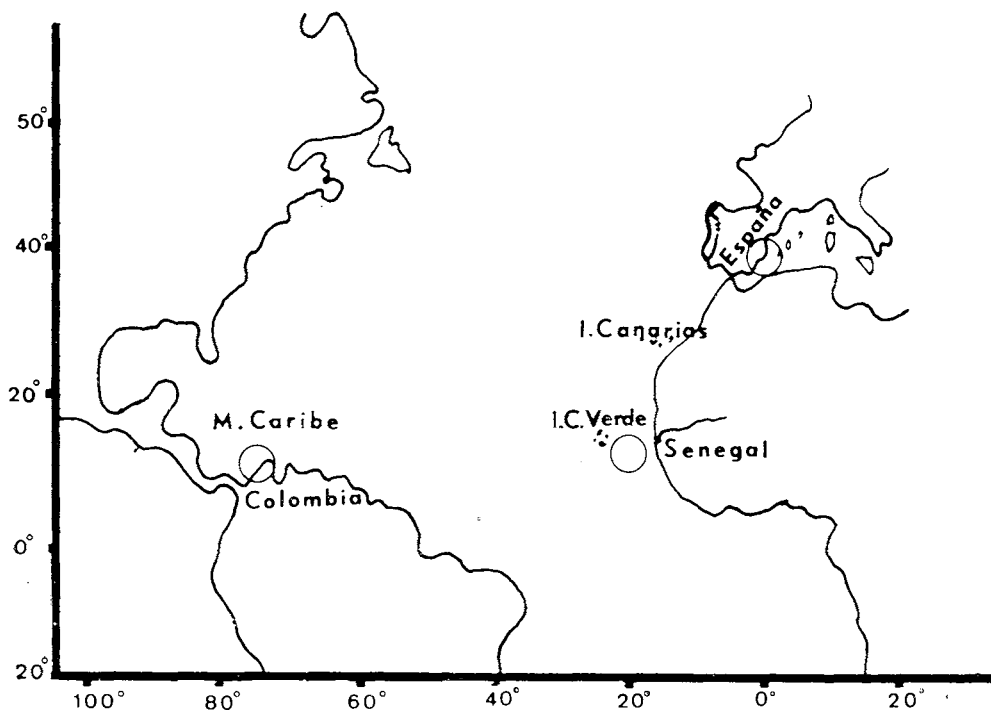 50°
40°
España
I. Canarias
20°
M. Caribe
I.C. Verde
Senegal
Colombia
0°
20°
100° 80° 60° 40° 20° 0° 20°